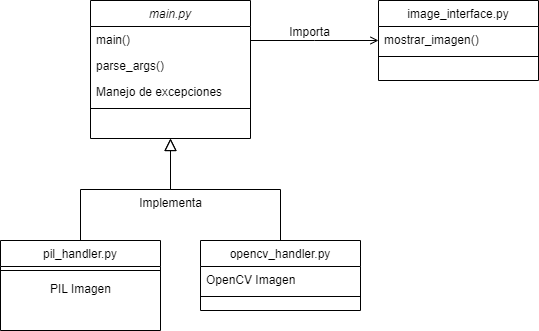 main.py
main()
parse_args()
Manejo de excepciones
Importa
image_interface.py
mostrar_imagen()
Implementa
pil_handler.py
PIL Imagen
opencv_handler.py
OpenCV Imagen